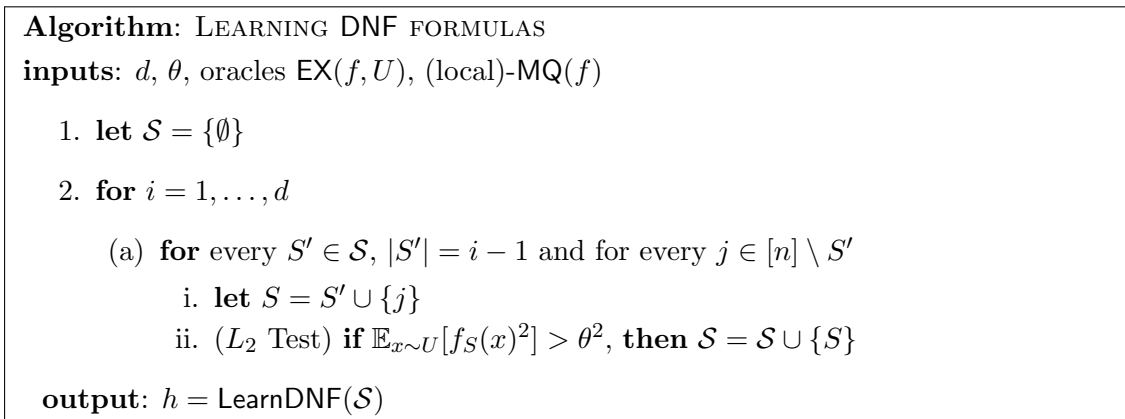 Algorithm: LEARNING DNF FORMULAS
inputs: d, θ, oracles EX(f, U), (local)-MQ(f)
1. let 𝒮 = {∅}
2. for i = 1, . . . , d
(a) for every S′ ∈ 𝒮, |S′| = i − 1 and for every j ∈ [n] \ S′
i. let S = S′ ∪ {j}
ii. (L₂ Test) if 𝔼ₓ∼U[f_S(x)²] > θ², then 𝒮 = 𝒮 ∪ {S}
output: h = LearnDNF(𝒮)